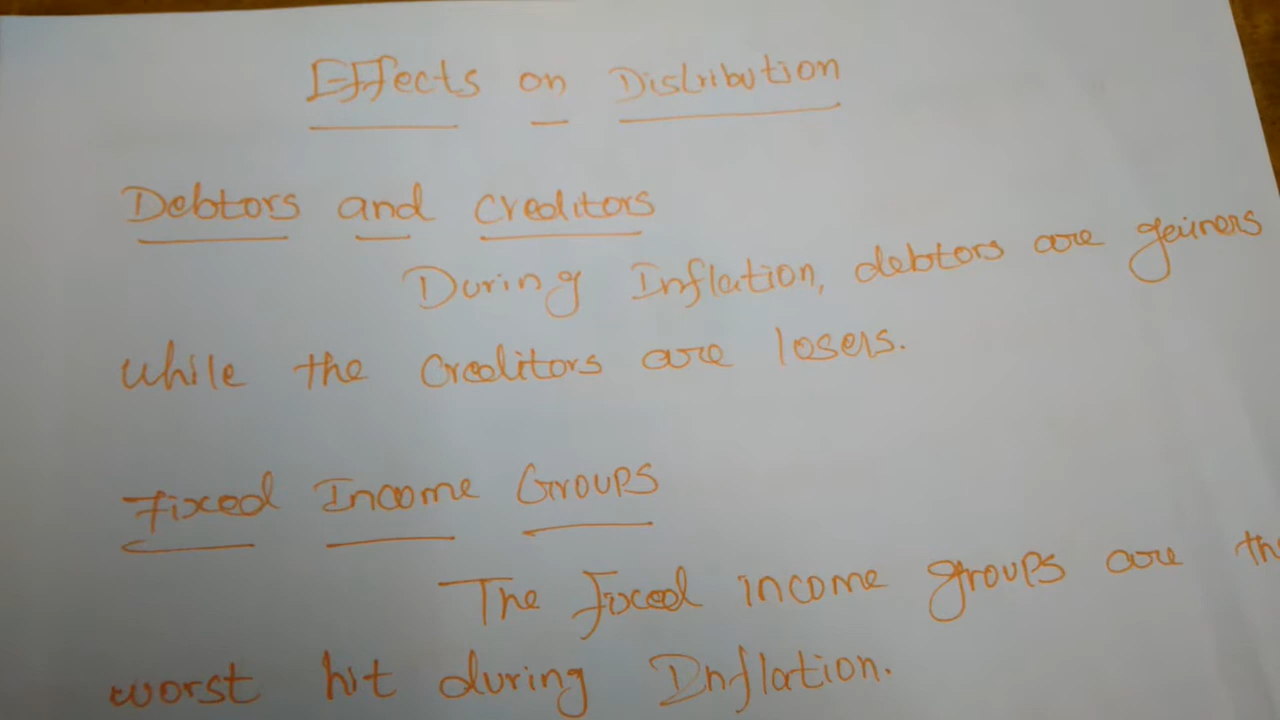 Effects on Distribution
Debtors and creditors
During Inflation, debtors are gainers
while the creditors are losers.
Fixed Income Groups
The fixed income groups are th
worst hit during Inflation.